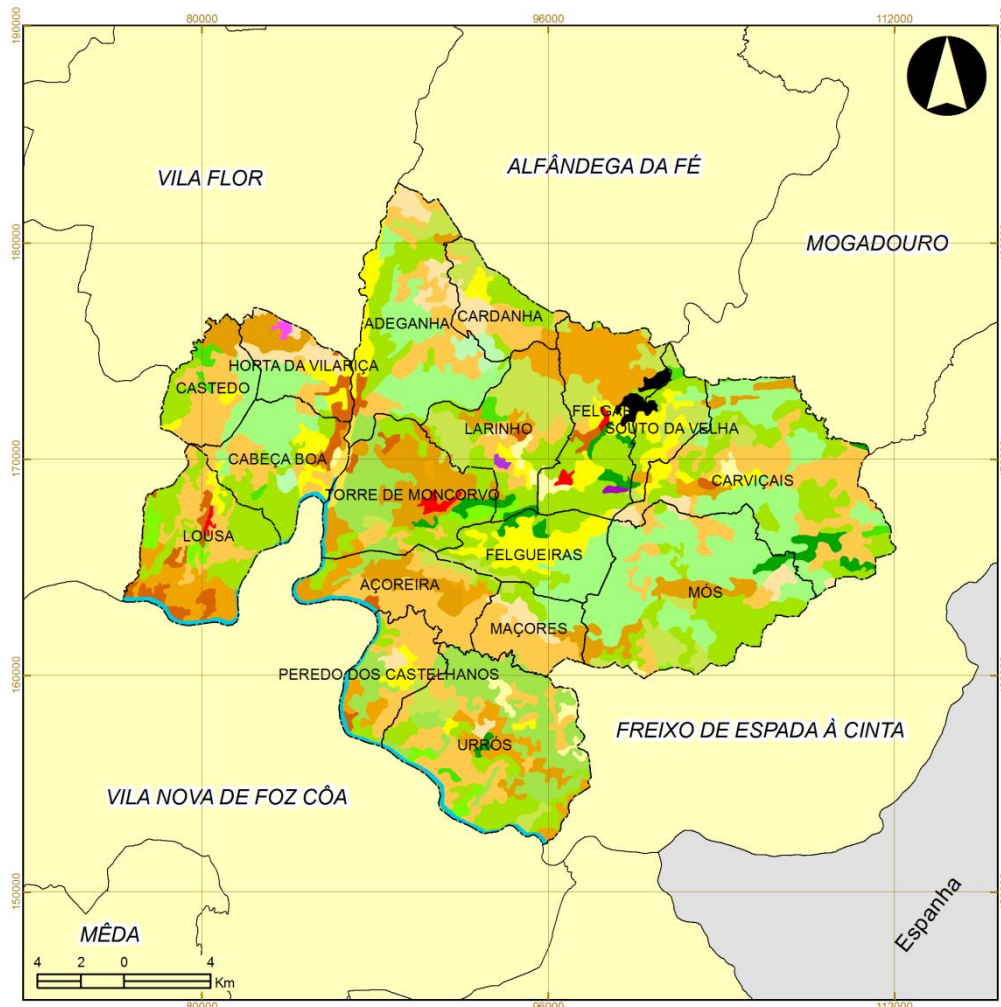 80000
96000
112000
190000
VILA FLOR
ALFÂNDEGA DA FÉ
MOGADOURO
180000
180000
ADEGANHA
CARDANHA
HORTA DA VILARIÇA
CASTEDO
LARINHO
FELGAR
SOUTO DA VELHA
CABEÇA BOA
170000
CARVIÇAIS
TORRE DE MONCORVO
LOUSA
FELGUEIRAS
AÇOREIRA
MÓS
MAÇORES
160000
PEREDO DOS CASTELHANOS
URRÓS
FREIXO DE ESPADA À CINTA
VILA NOVA DE FOZ CÔA
150000
Espanha
MÊDA
4 2 0 4
Km
80000
96000
112000